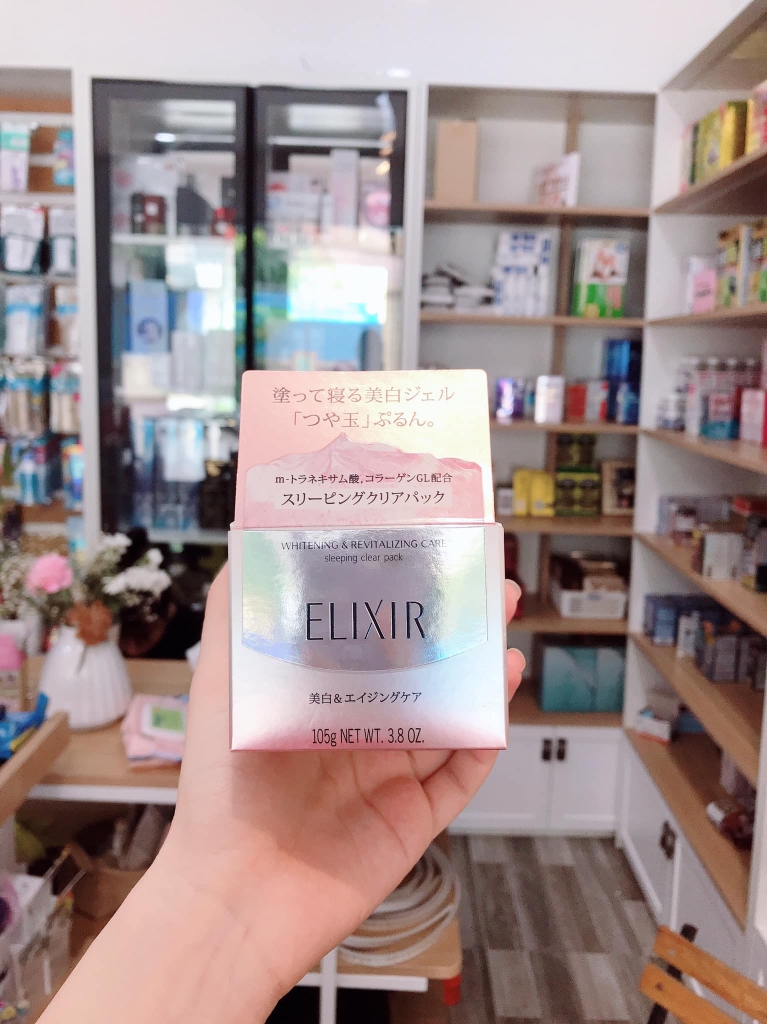 塗って寝る美白ジェル
「つや玉」ぷるん。
m-トラネキサム酸,コラーゲンGL配合
スリーピングクリアパック
WHITENING & REVITALIZING CARE
sleeping clear pack
ELIXIR
美白&エイジングケア
105g NET WT. 3.8 OZ.